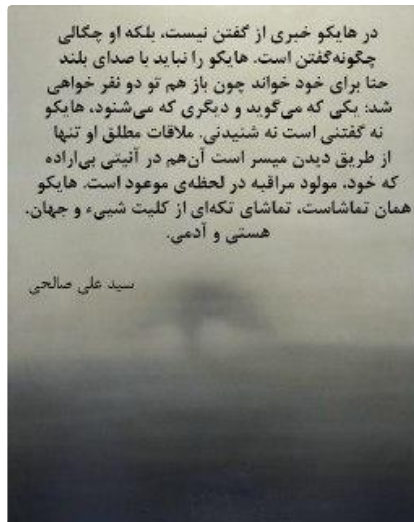 در هایکو خبری از گفتن نیست، بلکه او چگالی
چگونه‌گفتن است. هایکو را نباید با صدای بلند
حتا برای خود خواند چون باز هم تو دو نفر خواهی
شد: یکی که می‌گوید و دیگری که می‌شنود، هایکو
نه گفتنی است نه شنیدنی. ملاقات مطلق او تنها
از طریق دیدن میسر است آن‌هم در آئینی بی‌اراده
که خود، مولود مراقبه در لحظه‌ی موعود است. هایکو
همان تماشاست، تماشای تکه‌ای از کلیت شییء و جهان.
هستی و آدمی.
سید علی صالحی